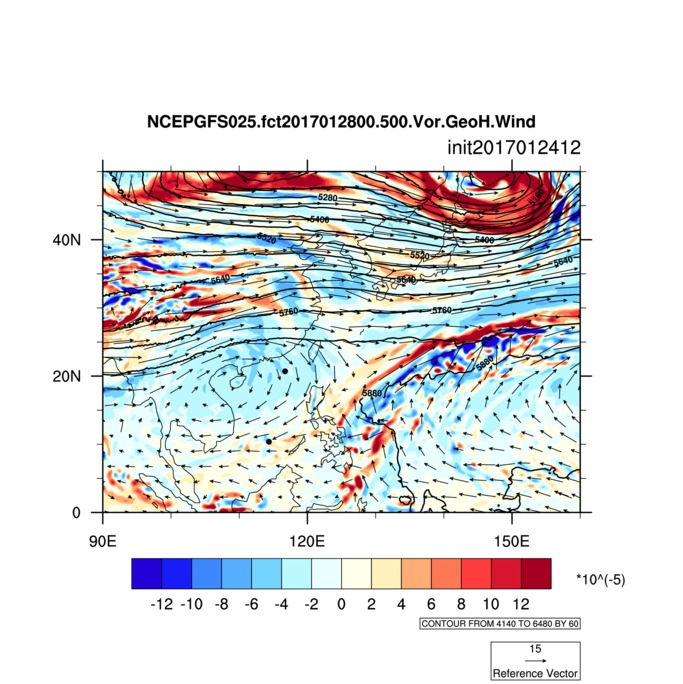 NCEPGFS025.fct2017012800.500.Vor.GeoH.Wind
init2017012412
5280
5400
5520
5400
5520
5640
5640
5640
40N
5760
5760
5880
20N
5880
0
90E 120E 150E
-12 -10 -8 -6 -4 -2 0 2 4 6 8 10 12
*10^(-5)
CONTOUR FROM 4140 TO 6480 BY 60
15
Reference Vector